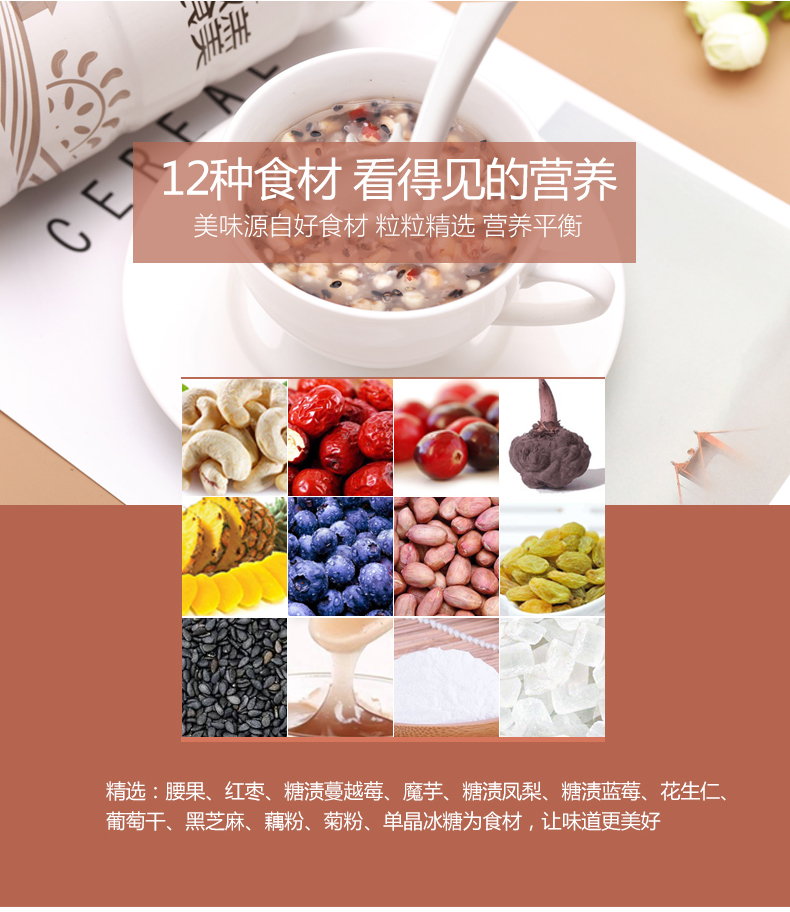 CEREAL
12种食材 看得见的营养
美味源自好食材 粒粒精选 营养平衡
精选：腰果、红枣、糖渍蔓越莓、魔芋、糖渍凤梨、糖渍蓝莓、花生仁、
葡萄干、黑芝麻、藕粉、菊粉、单晶冰糖为食材，让味道更美好